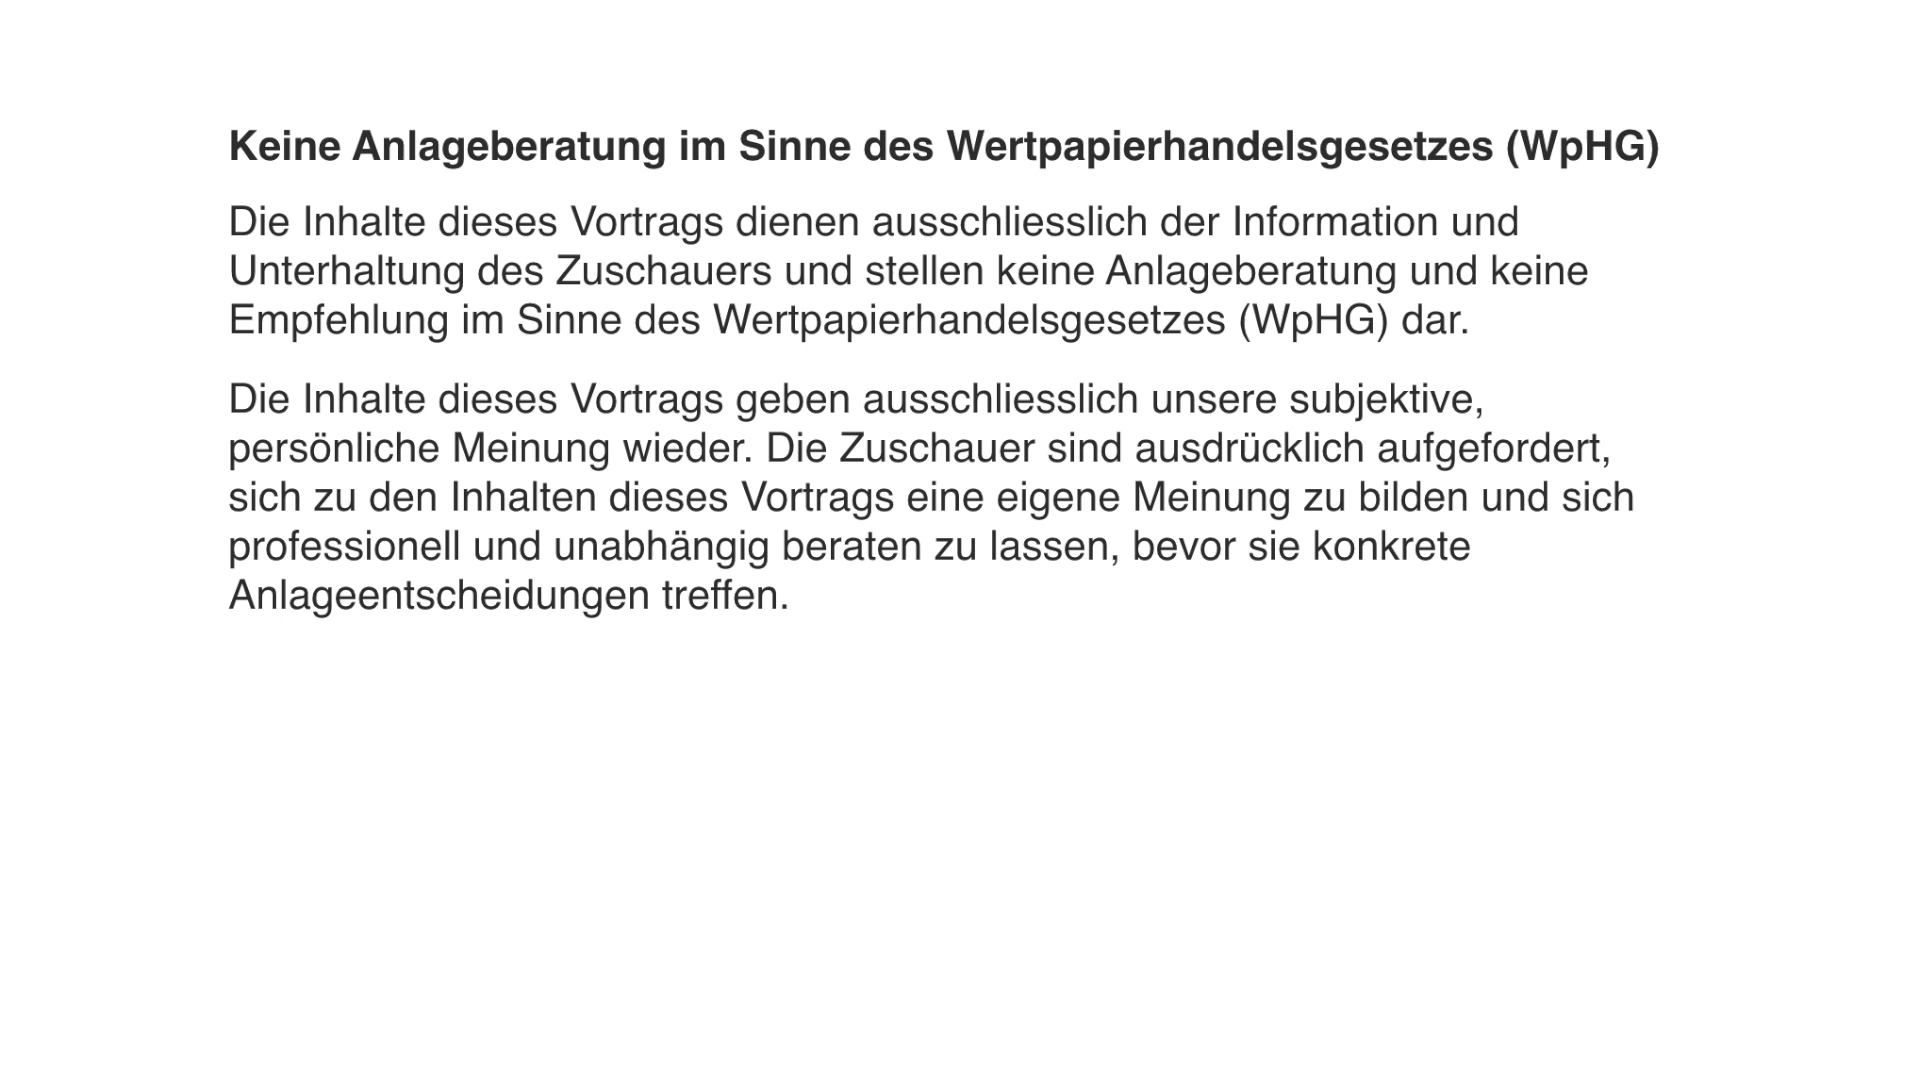 Keine Anlageberatung im Sinne des Wertpapierhandelsgesetzes (WpHG)
Die Inhalte dieses Vortrags dienen ausschliesslich der Information und
Unterhaltung des Zuschauers und stellen keine Anlageberatung und keine
Empfehlung im Sinne des Wertpapierhandelsgesetzes (WpHG) dar.
Die Inhalte dieses Vortrags geben ausschliesslich unsere subjektive,
persönliche Meinung wieder. Die Zuschauer sind ausdrücklich aufgefordert,
sich zu den Inhalten dieses Vortrags eine eigene Meinung zu bilden und sich
professionell und unabhängig beraten zu lassen, bevor sie konkrete
Anlageentscheidungen treffen.